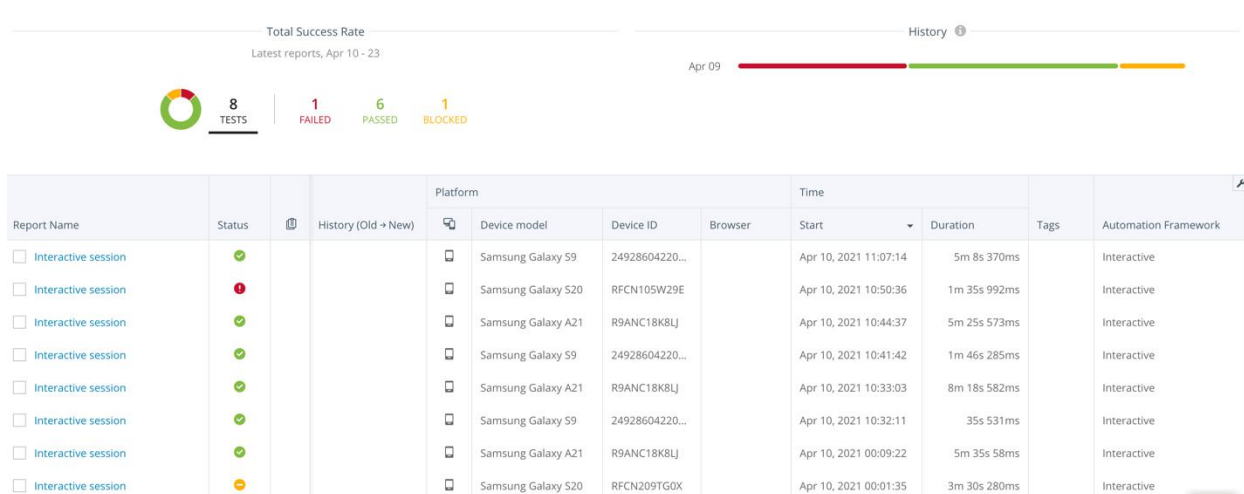 Total Success Rate
Latest reports, Apr 10 - 23
8 TESTS
1 FAILED
6 PASSED
1 BLOCKED
History
Apr 09
Platform Time
Report Name Status History (Old → New) Device model Device ID Browser Start Duration Tags Automation Framework
Interactive session Samsung Galaxy S9 24928604220... Apr 10, 2021 11:07:14 5m 8s 370ms Interactive
Interactive session Samsung Galaxy S20 RFCN105W29E Apr 10, 2021 10:50:36 1m 35s 992ms Interactive
Interactive session Samsung Galaxy A21 R9ANC18K8LJ Apr 10, 2021 10:44:37 5m 25s 573ms Interactive
Interactive session Samsung Galaxy S9 24928604220... Apr 10, 2021 10:41:42 1m 46s 285ms Interactive
Interactive session Samsung Galaxy A21 R9ANC18K8LJ Apr 10, 2021 10:33:03 8m 18s 582ms Interactive
Interactive session Samsung Galaxy S9 24928604220... Apr 10, 2021 10:32:11 35s 531ms Interactive
Interactive session Samsung Galaxy A21 R9ANC18K8LJ Apr 10, 2021 00:09:22 5m 35s 58ms Interactive
Interactive session Samsung Galaxy S20 RFCN209TG0X Apr 10, 2021 00:01:35 3m 30s 280ms Interactive